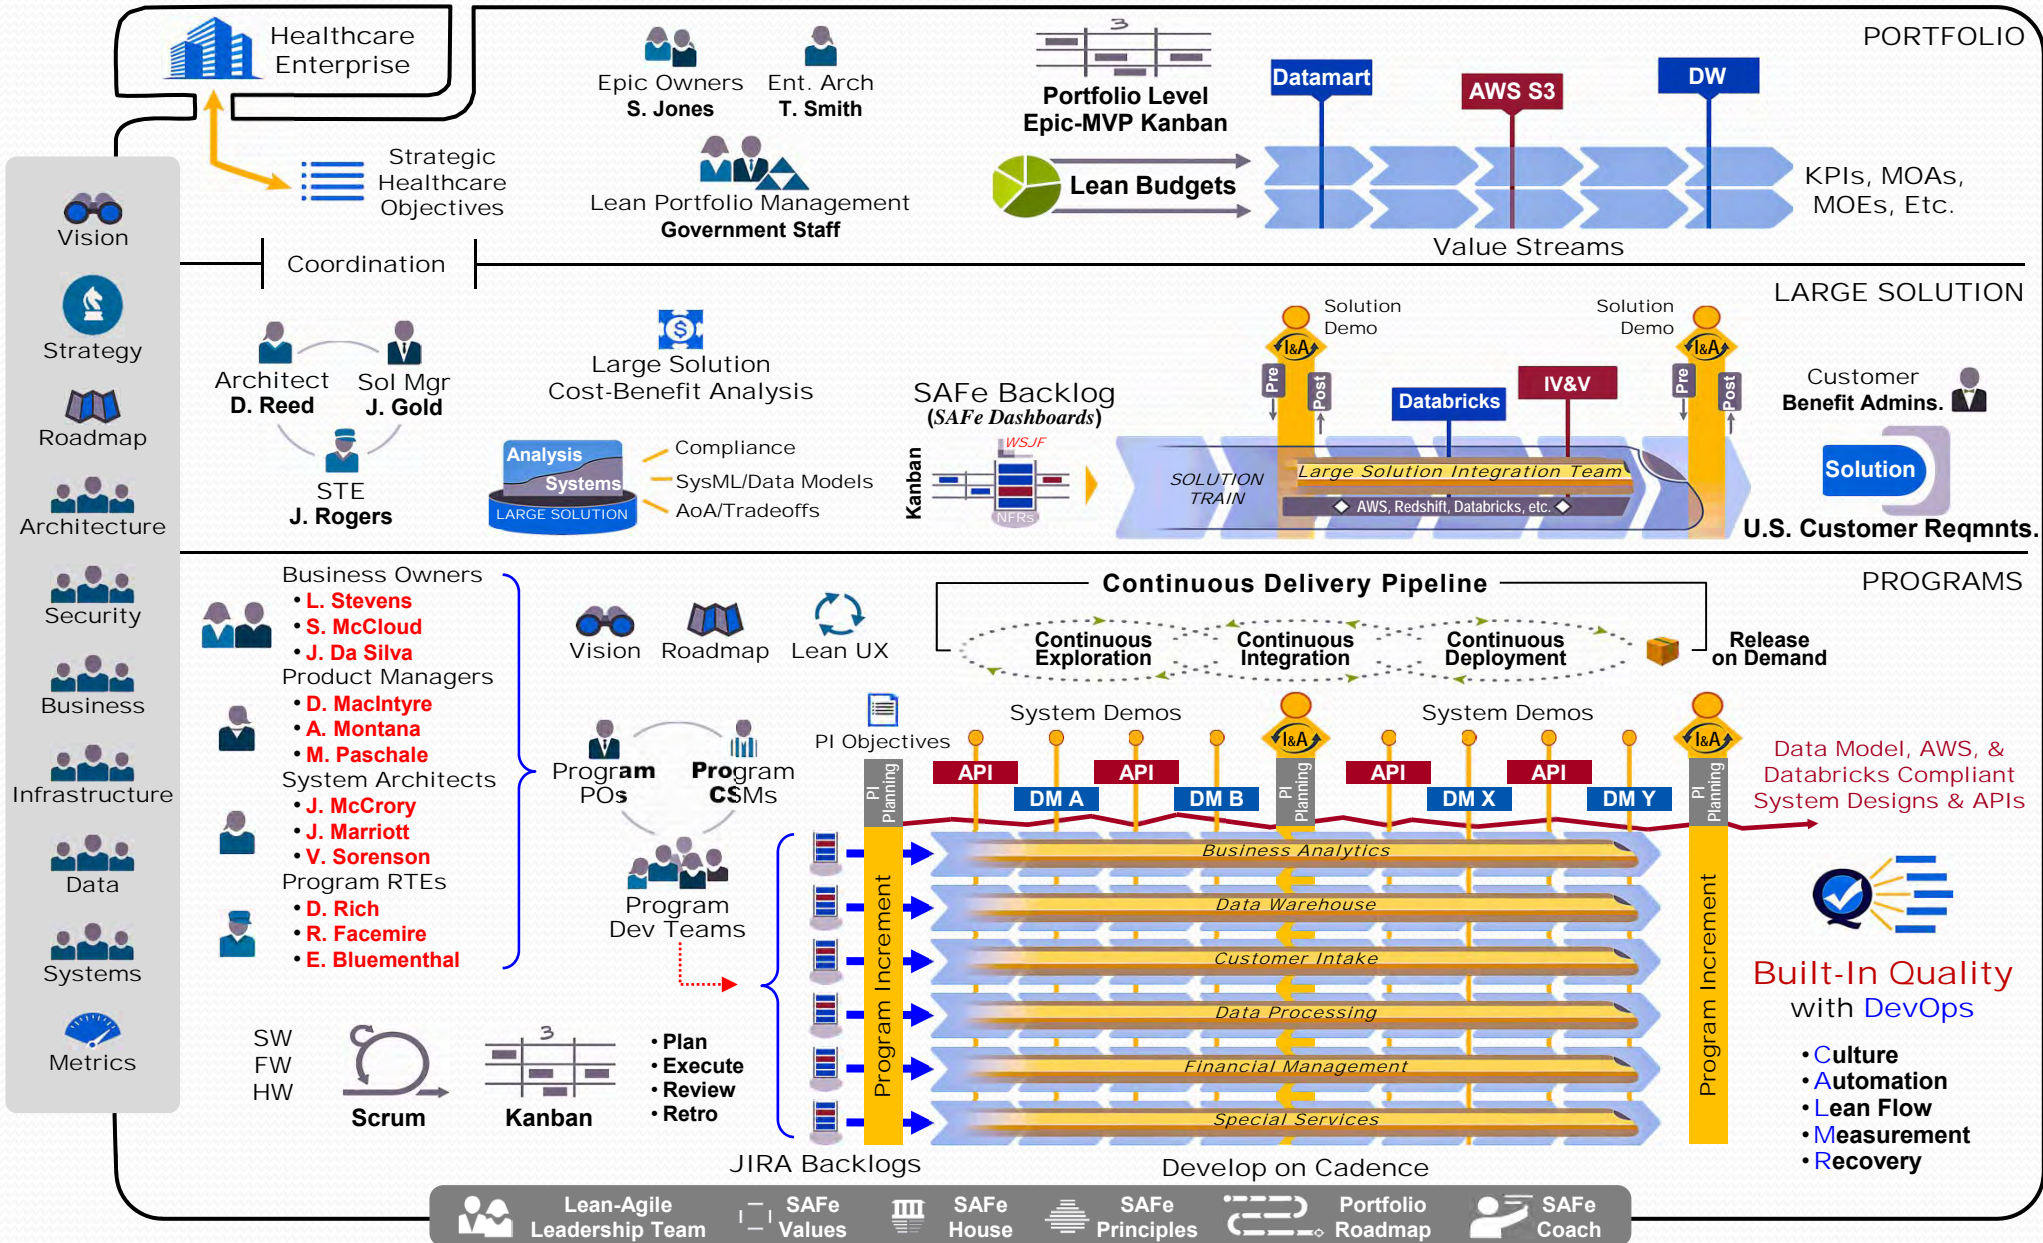 Healthcare
Enterprise
Strategic
Healthcare
Objectives
Epic Owners
S. Jones
Ent. Arch
T. Smith
Lean Portfolio Management
Government Staff
3
Portfolio Level
Epic-MVP Kanban
Lean Budgets
Datamart
AWS S3
DW
Value Streams
PORTFOLIO
KPIs, MOAs,
MOEs, Etc.
Vision
Strategy
Roadmap
Architecture
Security
Business
Infrastructure
Data
Systems
Metrics
Coordination
LARGE SOLUTION
Architect
D. Reed
Sol Mgr
J. Gold
STE
J. Rogers
Large Solution
Cost-Benefit Analysis
Analysis
Systems
LARGE SOLUTION
Compliance
SysML/Data Models
AoA/Tradeoffs
SAFe Backlog
(SAFe Dashboards)
Kanban
WSJF
NFRs
Solution
Demo
I&A
Pre
Post
Databricks
IV&V
SOLUTION
TRAIN
Large Solution Integration Team
AWS, Redshift, Databricks, etc.
Solution
Demo
I&A
Pre
Post
Customer
Benefit Admins.
Solution
U.S. Customer Reqmnts.
PROGRAMS
Business Owners
• L. Stevens
• S. McCloud
• J. Da Silva
Product Managers
• D. MacIntyre
• A. Montana
• M. Paschale
System Architects
• J. McCrory
• J. Marriott
• V. Sorenson
Program RTEs
• D. Rich
• R. Facemire
• E. Bluementhal
Vision
Roadmap
Lean UX
Program
POs
Program
CSMs
Program
Dev Teams
SW
FW
HW
Scrum
3
Kanban
• Plan
• Execute
• Review
• Retro
JIRA Backlogs
Continuous Delivery Pipeline
Continuous
Exploration
Continuous
Integration
Continuous
Deployment
Release
on Demand
PI Objectives
System Demos
System Demos
I&A
I&A
PI
Planning
API
DM A
API
DM B
PI
Planning
API
DM X
API
DM Y
PI
Planning
Program Increment
Business Analytics
Data Warehouse
Customer Intake
Data Processing
Financial Management
Special Services
Program Increment
Develop on Cadence
Data Model, AWS, &
Databricks Compliant
System Designs & APIs
Built-In Quality
with DevOps
• Culture
• Automation
• Lean Flow
• Measurement
• Recovery
Lean-Agile
Leadership Team
SAFe
Values
SAFe
House
SAFe
Principles
Portfolio
Roadmap
SAFe
Coach